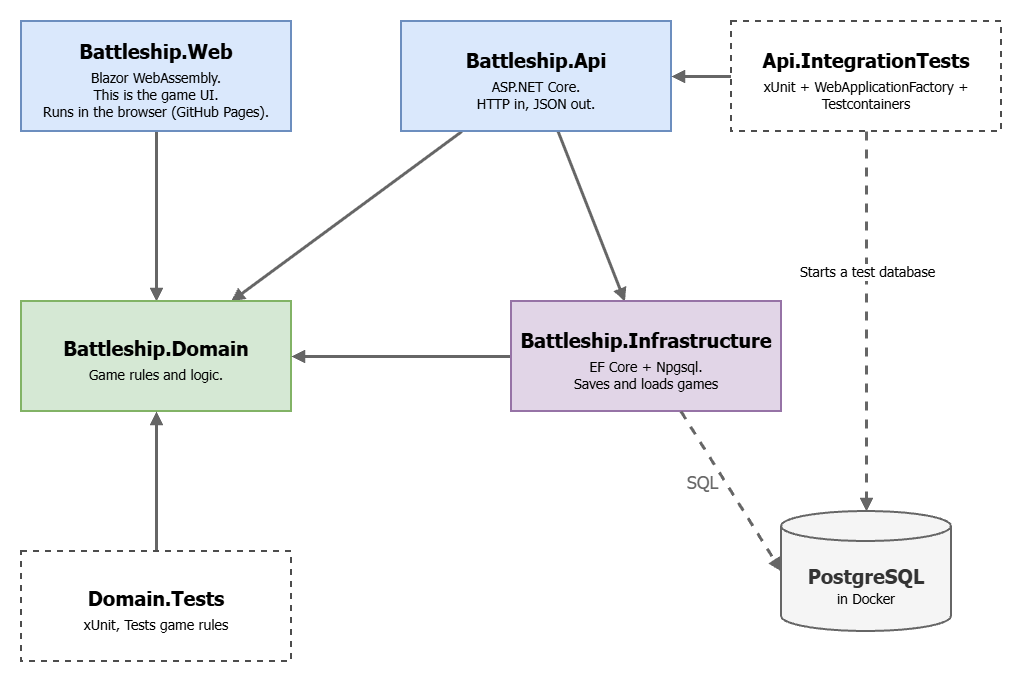 Battleship.Web
Blazor WebAssembly.
This is the game UI.
Runs in the browser (GitHub Pages).
Battleship.Api
ASP.NET Core.
HTTP in, JSON out.
Api.IntegrationTests
xUnit + WebApplicationFactory +
Testcontainers
Starts a test database
Battleship.Domain
Game rules and logic.
Battleship.Infrastructure
EF Core + Npgsql.
Saves and loads games
SQL
Domain.Tests
xUnit, Tests game rules
PostgreSQL
in Docker